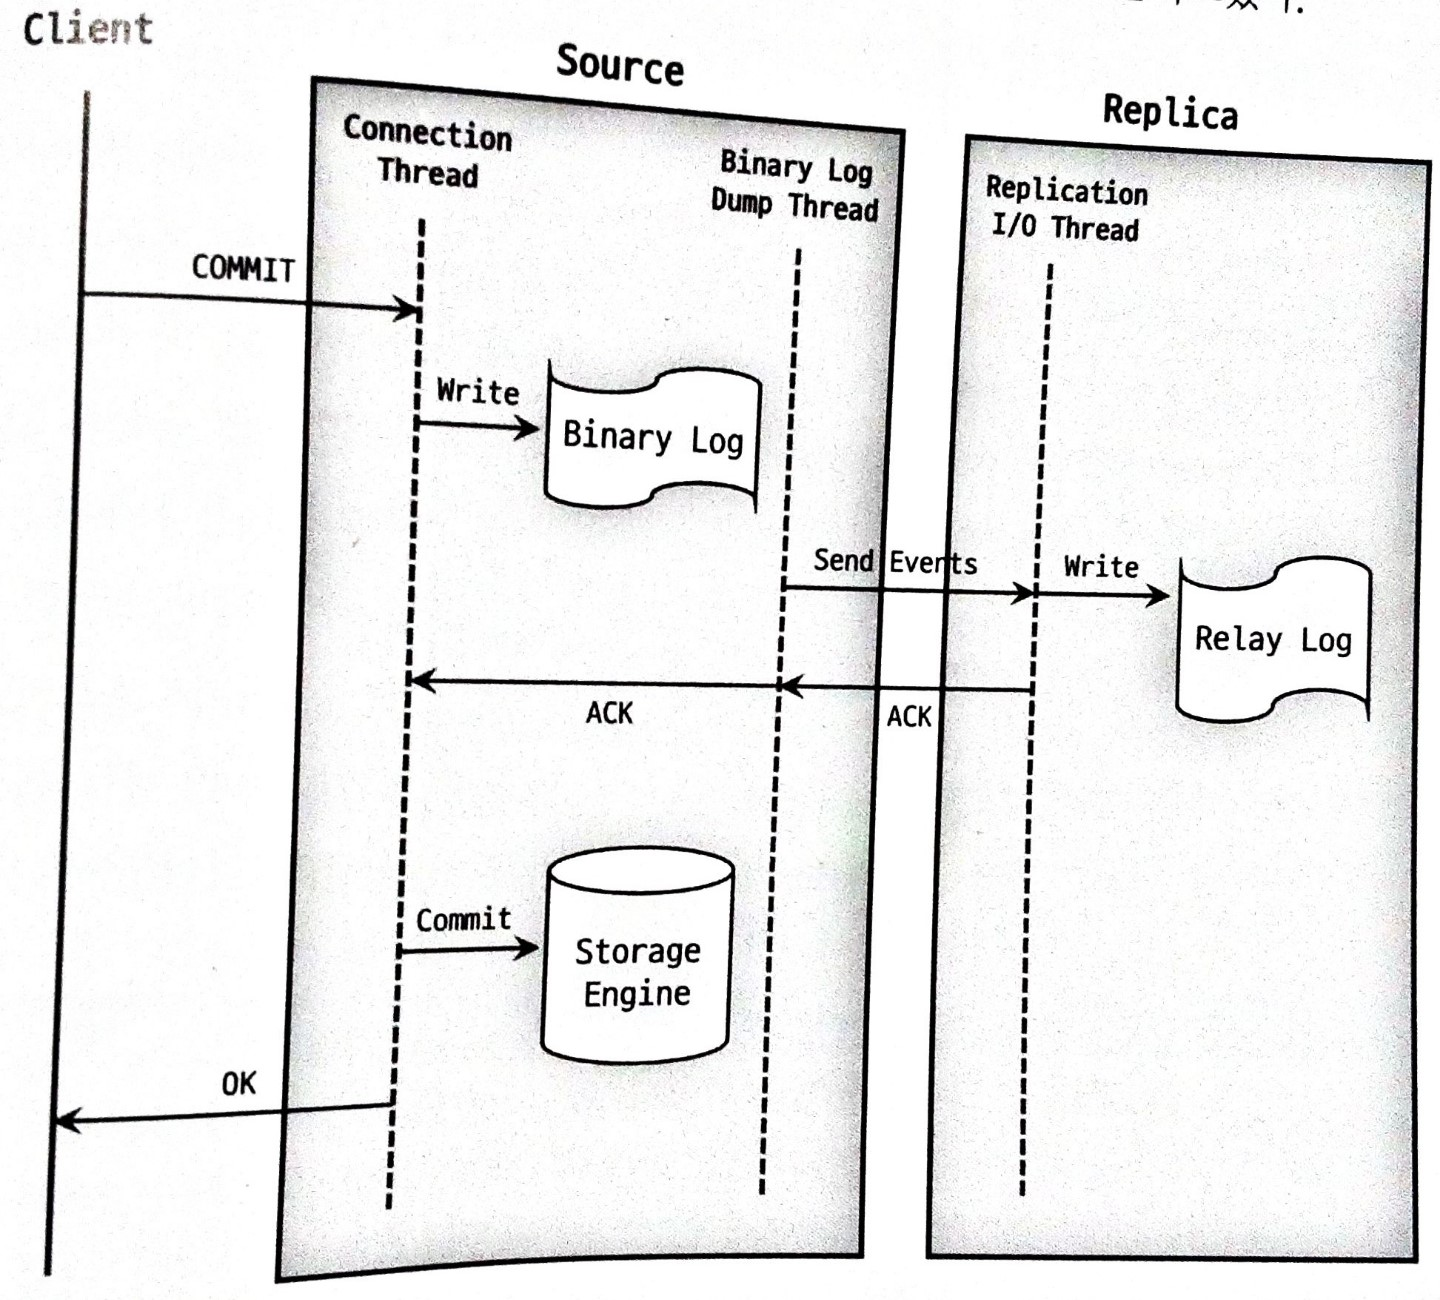 Client
Source
Replica
Connection
Thread
Binary Log
Dump Thread
Replication
I/O Thread
COMMIT
Write
Binary Log
Send Events
Write
Relay Log
ACK
ACK
Commit
Storage
Engine
OK